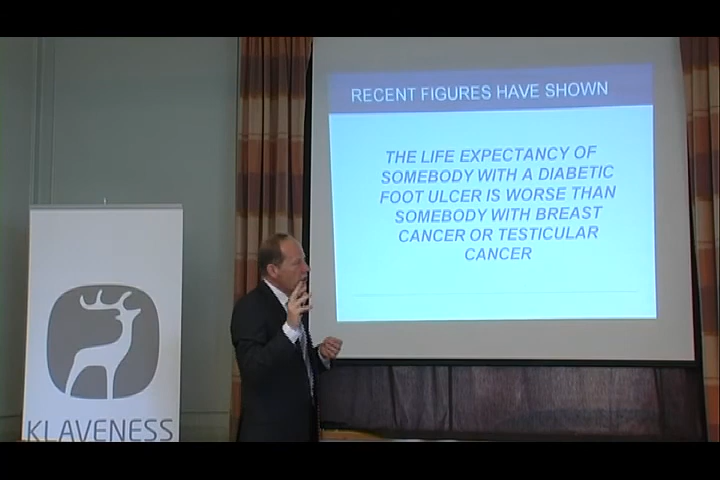 RECENT FIGURES HAVE SHOWN
THE LIFE EXPECTANCY OF
SOMEBODY WITH A DIABETIC
FOOT ULCER IS WORSE THAN
SOMEBODY WITH BREAST
CANCER OR TESTICULAR
CANCER
KLAVENESS